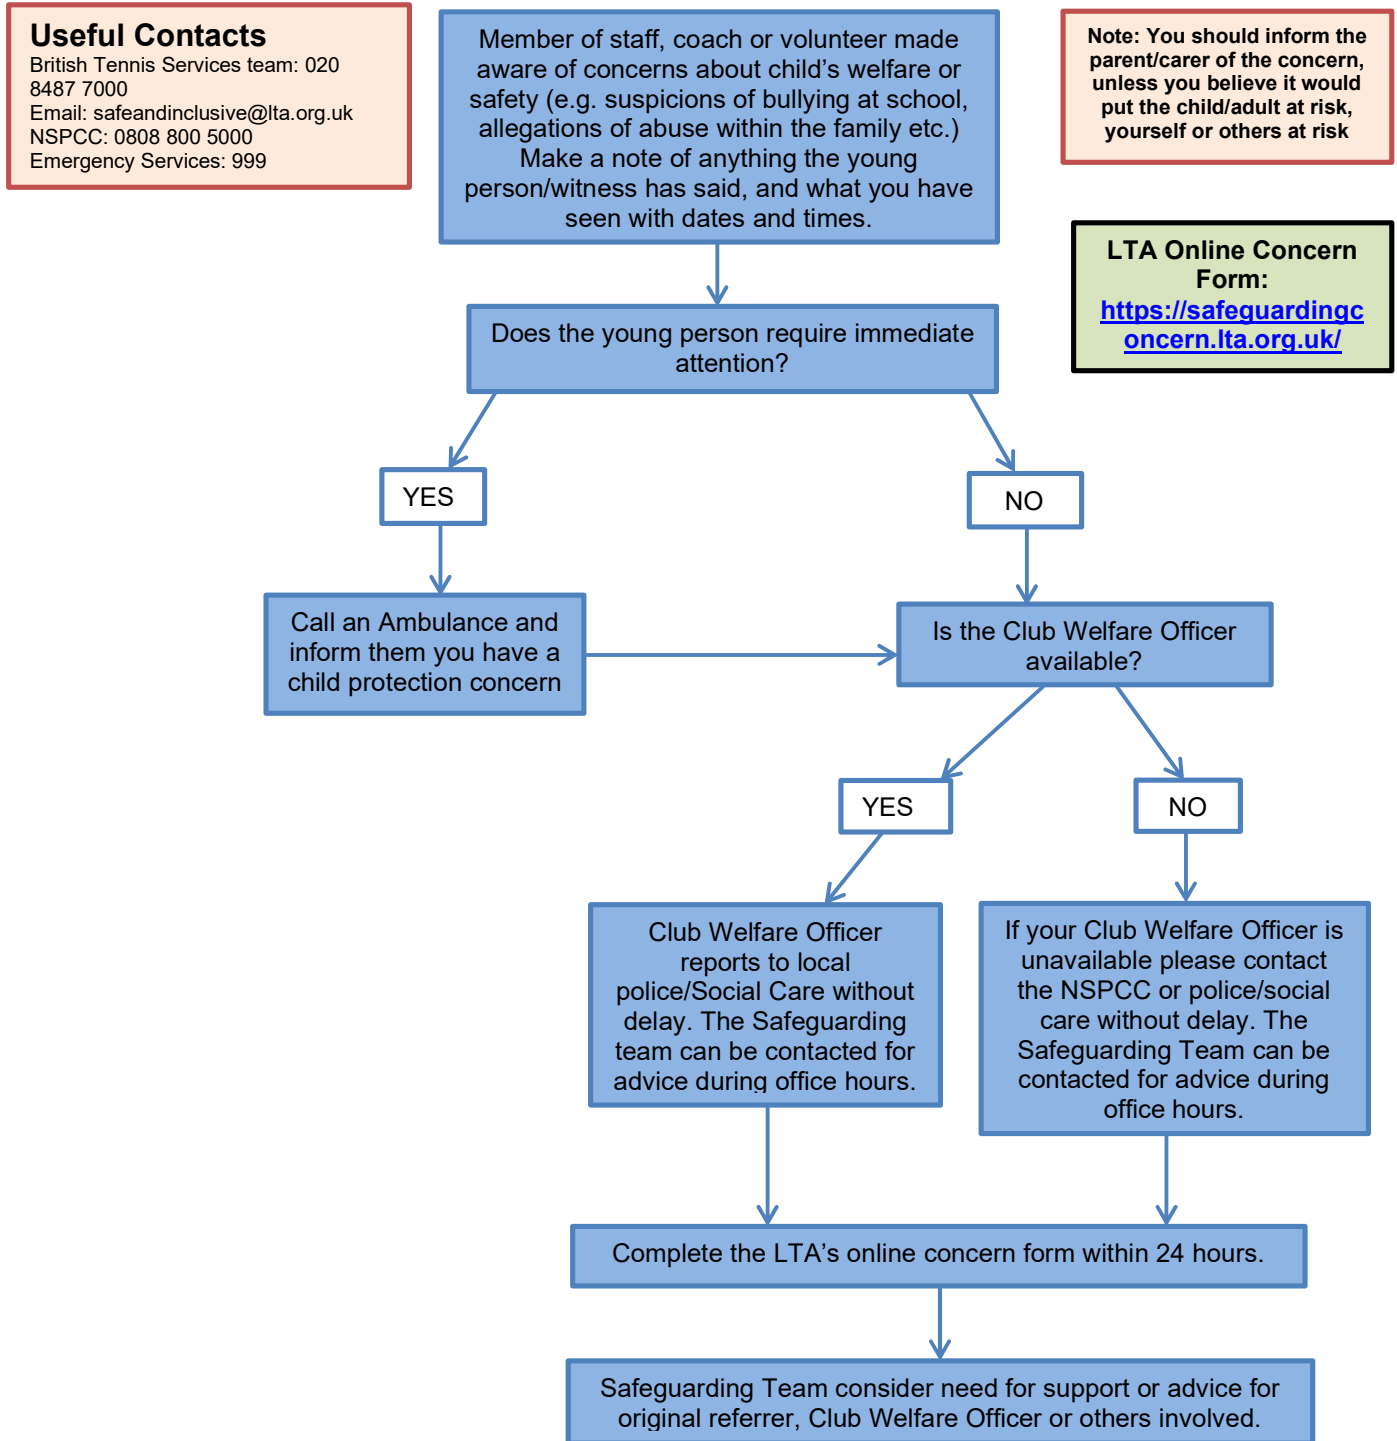 Useful Contacts
British Tennis Services team: 020
8487 7000
Email: safeandinclusive@lta.org.uk
NSPCC: 0808 800 5000
Emergency Services: 999
Member of staff, coach or volunteer made
aware of concerns about child’s welfare or
safety (e.g. suspicions of bullying at school,
allegations of abuse within the family etc.)
Make a note of anything the young
person/witness has said, and what you have
seen with dates and times.
Note: You should inform the
parent/carer of the concern,
unless you believe it would
put the child/adult at risk,
yourself or others at risk
LTA Online Concern
Form:
https://safeguardingc
oncern.lta.org.uk/
Does the young person require immediate
attention?
YES
NO
Call an Ambulance and
inform them you have a
child protection concern
Is the Club Welfare Officer
available?
YES
NO
Club Welfare Officer
reports to local
police/Social Care without
delay. The Safeguarding
team can be contacted for
advice during office hours.
If your Club Welfare Officer is
unavailable please contact
the NSPCC or police/social
care without delay. The
Safeguarding Team can be
contacted for advice during
office hours.
Complete the LTA’s online concern form within 24 hours.
Safeguarding Team consider need for support or advice for
original referrer, Club Welfare Officer or others involved.